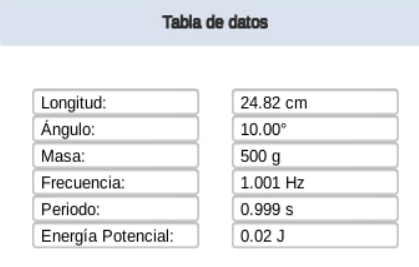 Tabla de datos
Longitud: 24.82 cm
Ángulo: 10.00°
Masa: 500 g
Frecuencia: 1.001 Hz
Periodo: 0.999 s
Energía Potencial: 0.02 J